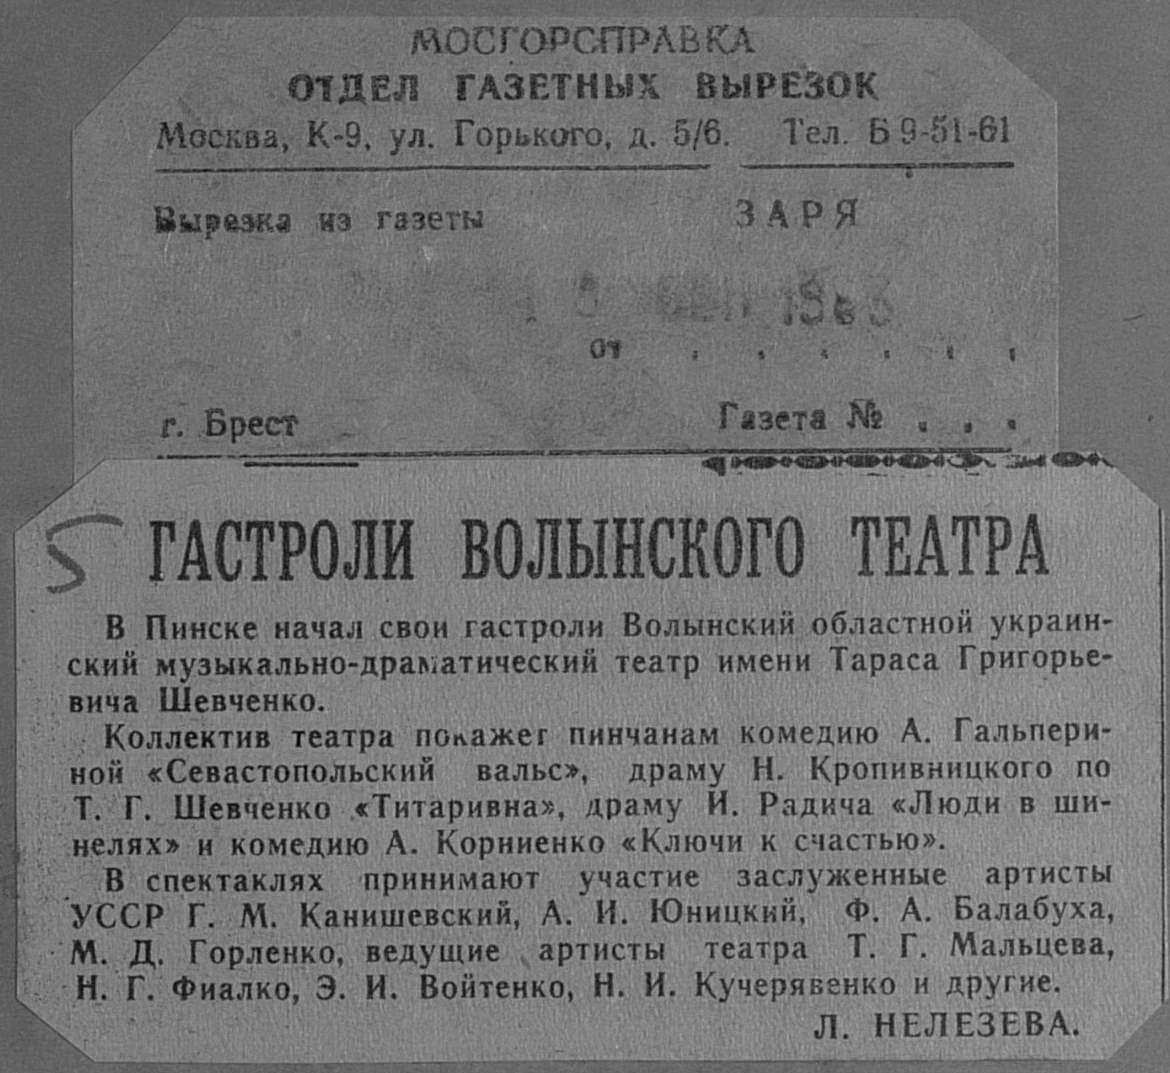 МОСГОРСПРАВКА
ОТДЕЛ ГАЗЕТНЫХ ВЫРЕЗОК
Москва, К-9, ул. Горького, д. 5/6. Тел. Б 9-51-61
Вырезка из газеты ЗАРЯ
от . . . . . .
г. Брест Газета № . . .
5
ГАСТРОЛИ ВОЛЫНСКОГО ТЕАТРА
В Пинске начал свои гастроли Волынский областной украин-
ский музыкально-драматический театр имени Тараса Григорье-
вича Шевченко.
Коллектив театра покажет пинчанам комедию А. Гальпери-
ной «Севастопольский вальс», драму Н. Кропивницкого по
Т. Г. Шевченко «Титаривна», драму И. Радича «Люди в ши-
нелях» и комедию А. Корниенко «Ключи к счастью».
В спектаклях принимают участие заслуженные артисты
УССР Г. М. Канишевский, А. И. Юницкий, Ф. А. Балабуха,
М. Д. Горленко, ведущие артисты театра Т. Г. Мальцева,
Н. Г. Фиалко, Э. И. Войтенко, Н. И. Кучерявенко и другие.
Л. НЕЛЕЗЕВА.